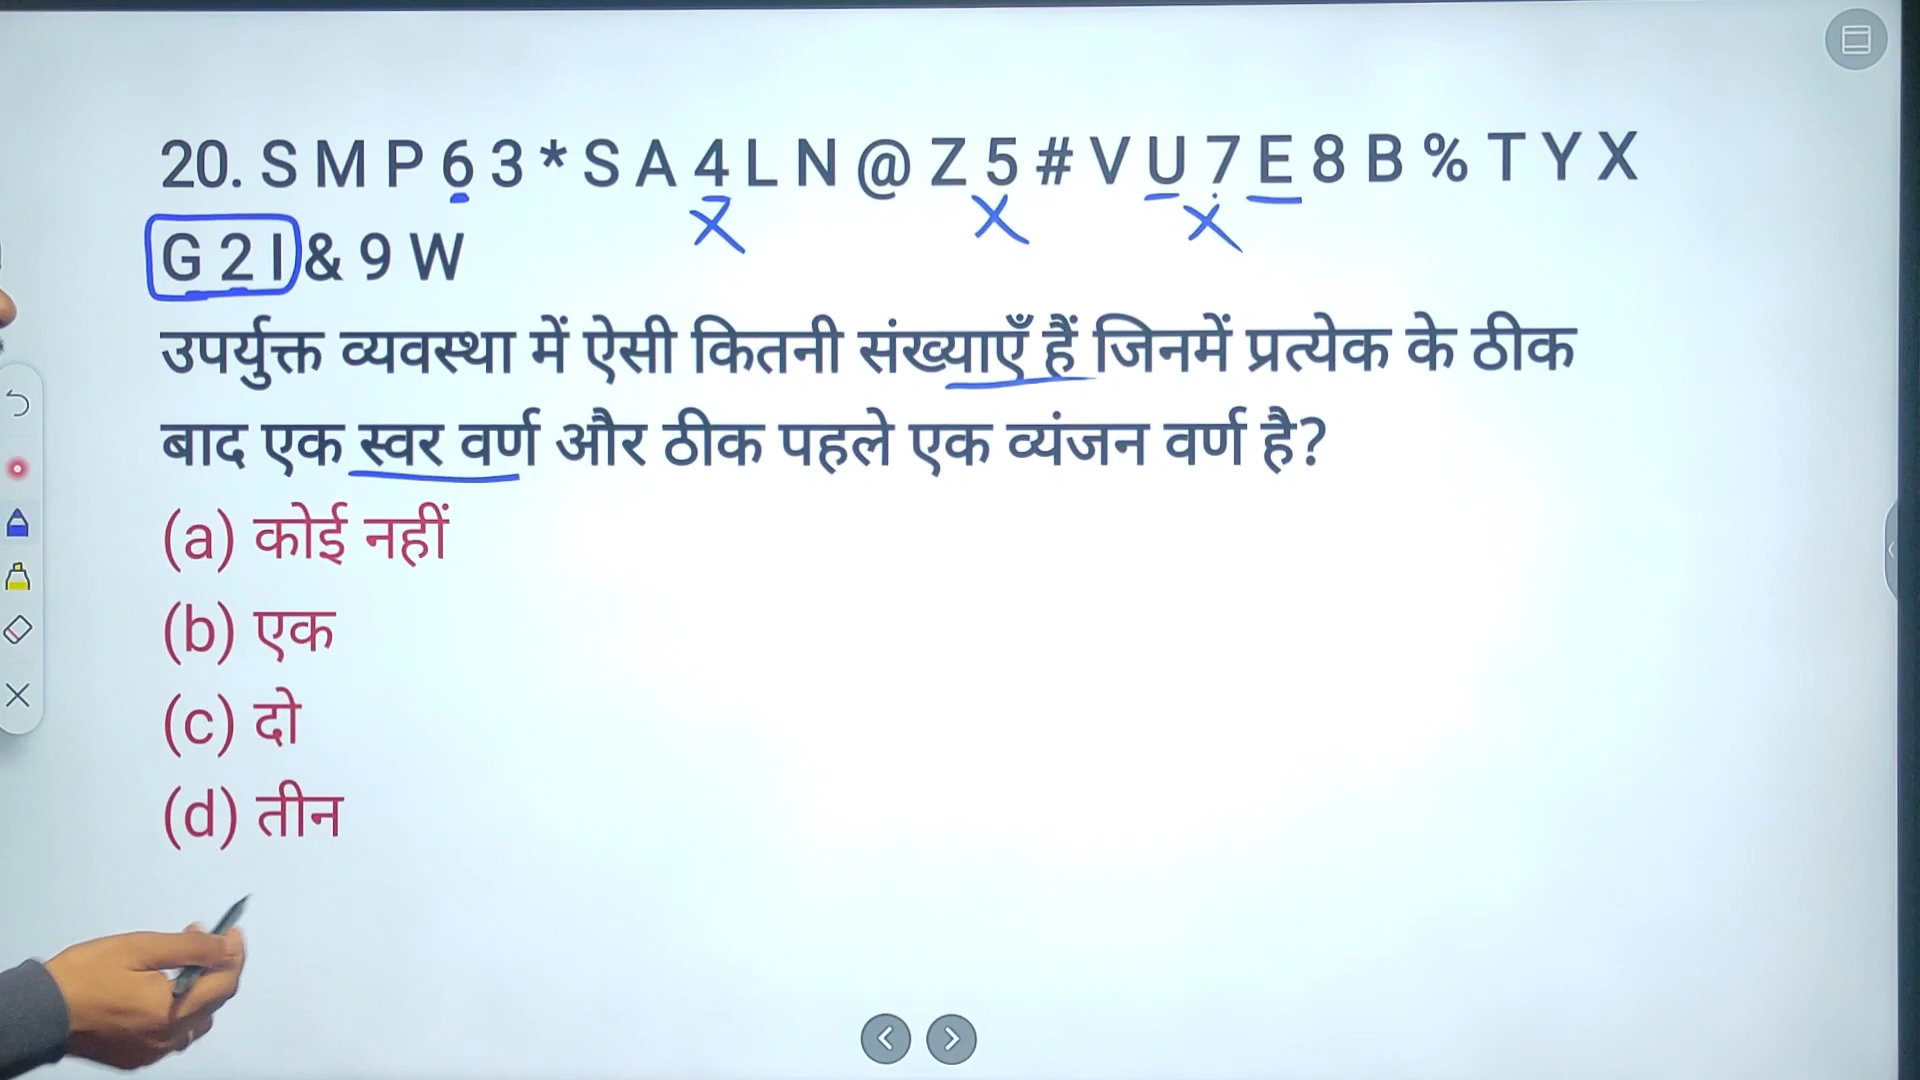 20. S M P 6 3 * S A 4 L N @ Z 5 # V U 7 E 8 B % T Y X
G 2 I & 9 W
उपर्युक्त व्यवस्था में ऐसी कितनी संख्याएँ हैं जिनमें प्रत्येक के ठीक
बाद एक स्वर वर्ण और ठीक पहले एक व्यंजन वर्ण है?
(a) कोई नहीं
(b) एक
(c) दो
(d) तीन